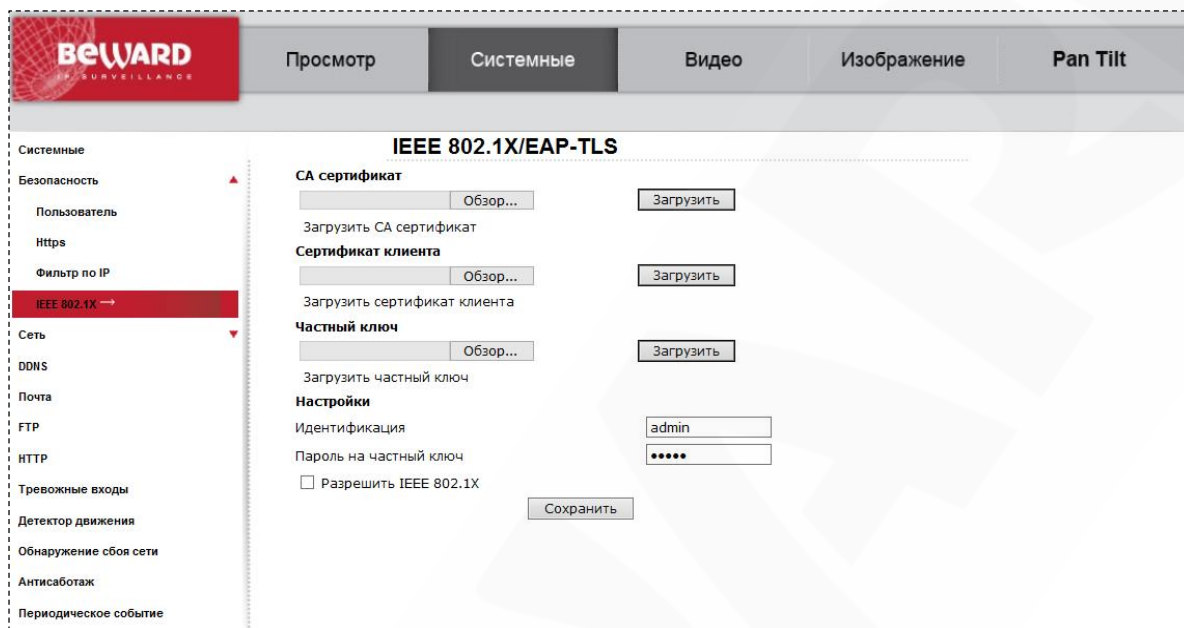 BEWARD
IP SURVEILLANCE
Просмотр
Системные
Видео
Изображение
Pan Tilt
Системные
Безопасность
Пользователь
Https
Фильтр по IP
IEEE 802.1X →
Сеть
DDNS
Почта
FTP
HTTP
Тревожные входы
Детектор движения
Обнаружение сбоя сети
Антисаботаж
Периодическое событие
IEEE 802.1X/EAP-TLS
CA сертификат
Обзор... Загрузить
Загрузить CA сертификат
Сертификат клиента
Обзор... Загрузить
Загрузить сертификат клиента
Частный ключ
Обзор... Загрузить
Загрузить частный ключ
Настройки
Идентификация admin
Пароль на частный ключ •••••
Разрешить IEEE 802.1X
Сохранить